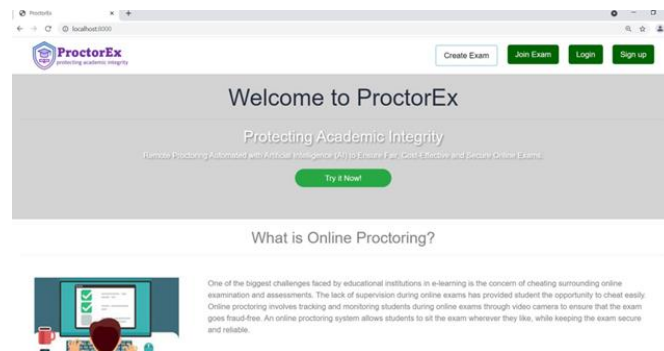 ProctorEx
localhost:8000
ProctorEx
protecting academic integrity
Create Exam
Join Exam
Login
Sign up
Welcome to ProctorEx
Protecting Academic Integrity
Remote Proctoring Automated with Artificial Intelligence (AI) to Ensure Fair, Cost-Effective and Secure Online Exams.
Try it Now!
What is Online Proctoring?
One of the biggest challenges faced by educational institutions in e-learning is the concern of cheating surrounding online
examination and assessments. The lack of supervision during online exams has provided student the opportunity to cheat easily.
Online proctoring involves tracking and monitoring students during online exams through video camera to ensure that the exam
goes fraud-free. An online proctoring system allows students to sit the exam wherever they like, while keeping the exam secure
and reliable.